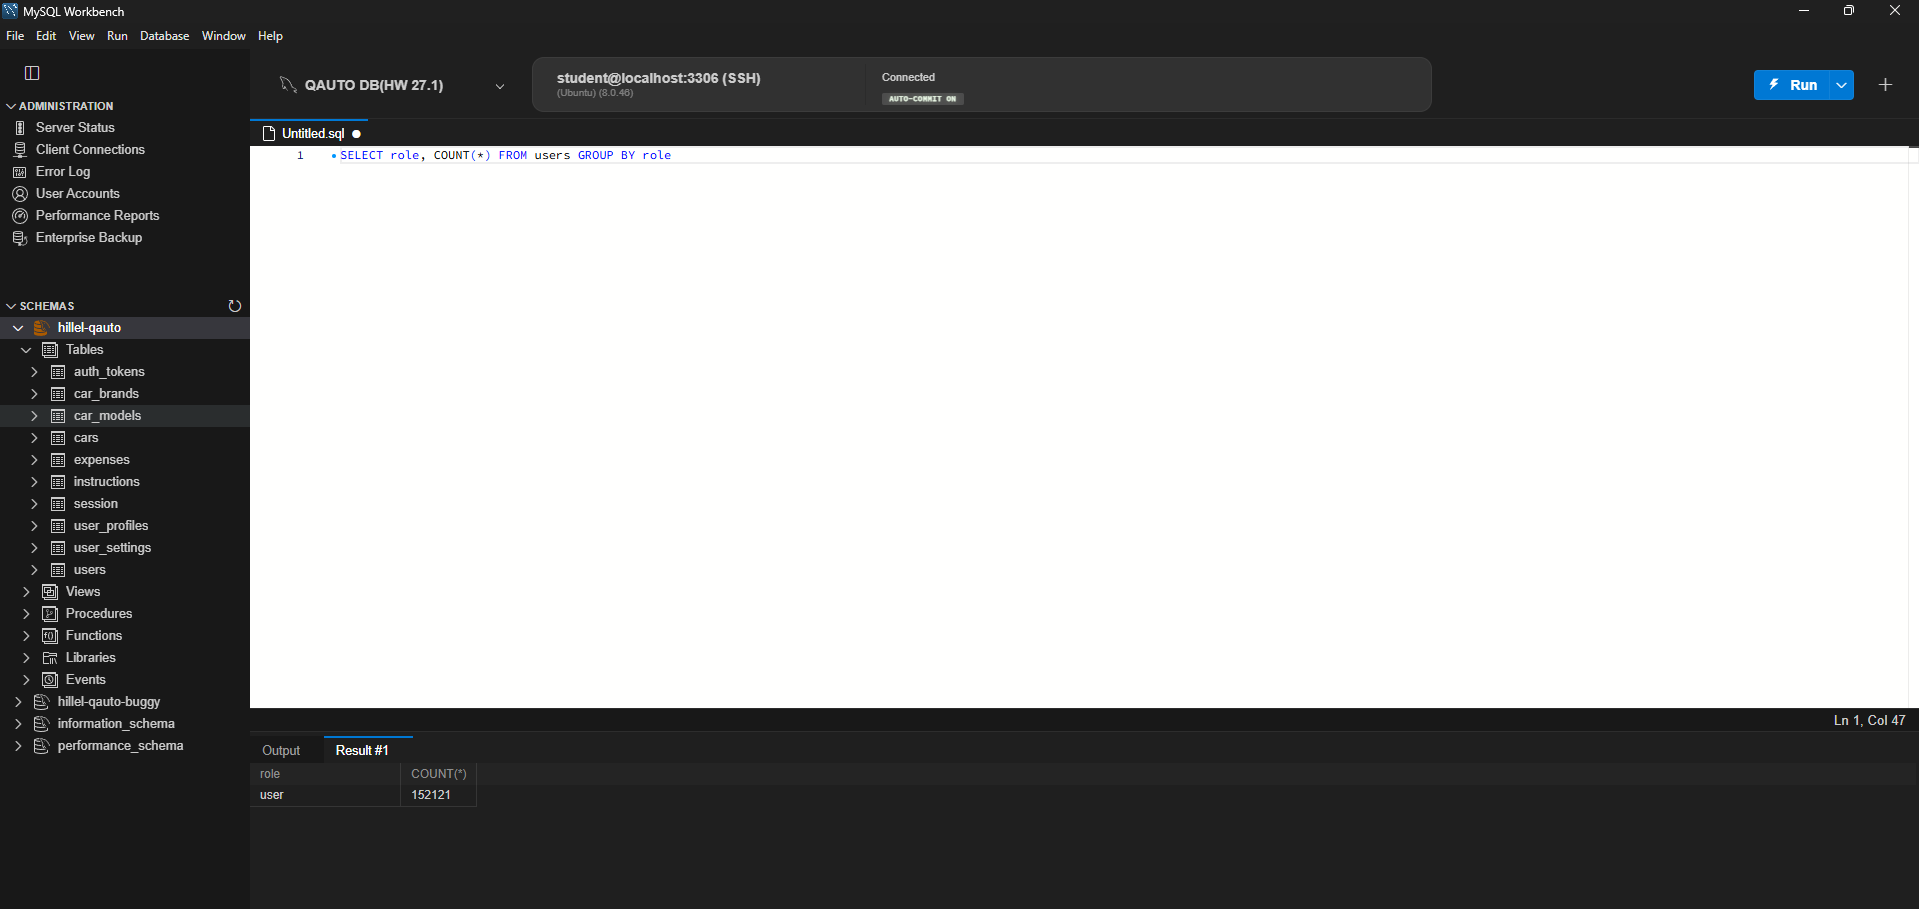 MySQL Workbench
File Edit View Run Database Window Help
ADMINISTRATION
Server Status
Client Connections
Error Log
User Accounts
Performance Reports
Enterprise Backup
SCHEMAS
hillel-qauto
Tables
auth_tokens
car_brands
car_models
cars
expenses
instructions
session
user_profiles
user_settings
users
Views
Procedures
Functions
Libraries
Events
hillel-qauto-buggy
information_schema
performance_schema
QAUTO DB(HW 27.1)
student@localhost:3306 (SSH)
(Ubuntu) (8.0.46)
Connected
AUTO-COMMIT ON
Run
Untitled.sql
1 SELECT role, COUNT(*) FROM users GROUP BY role
Ln 1, Col 47
Output Result #1
role COUNT(*)
user 152121